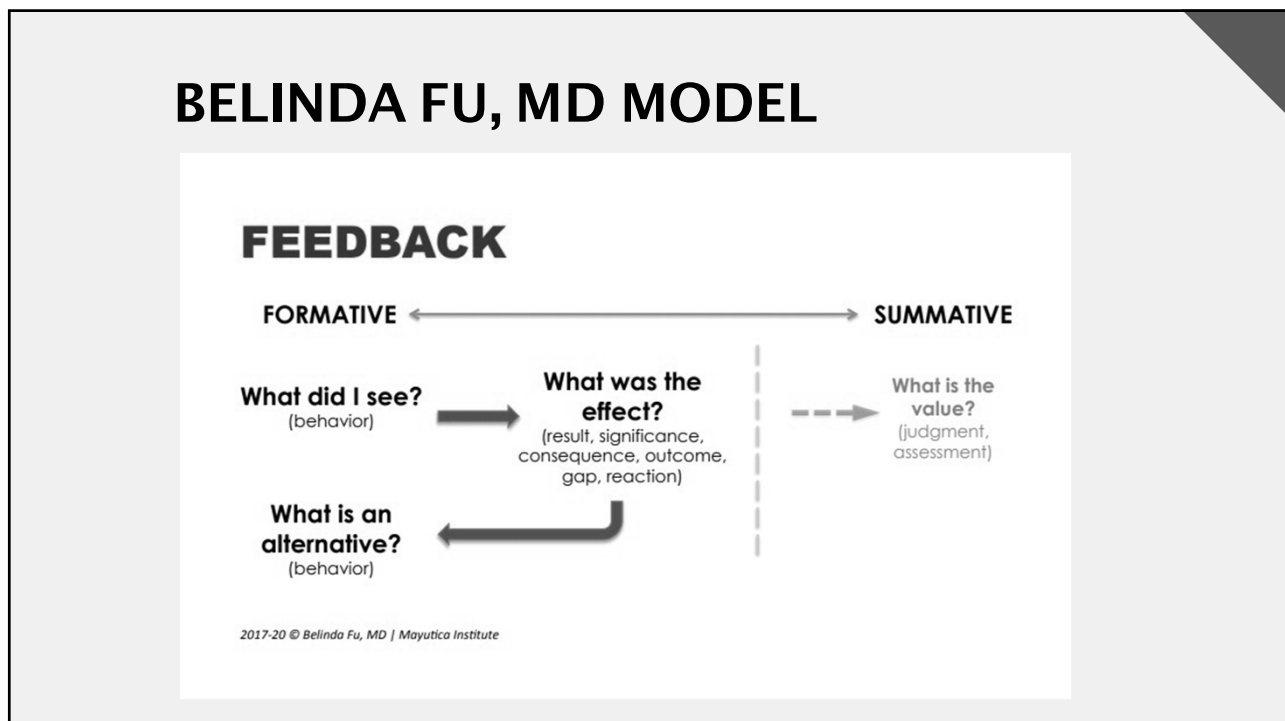 BELINDA FU, MD MODEL
FEEDBACK
FORMATIVE
SUMMATIVE
What did I see?
(behavior)
What was the
effect?
(result, significance,
consequence, outcome,
gap, reaction)
What is the
value?
(judgment,
assessment)
What is an
alternative?
(behavior)
2017-20 © Belinda Fu, MD | Mayutica Institute